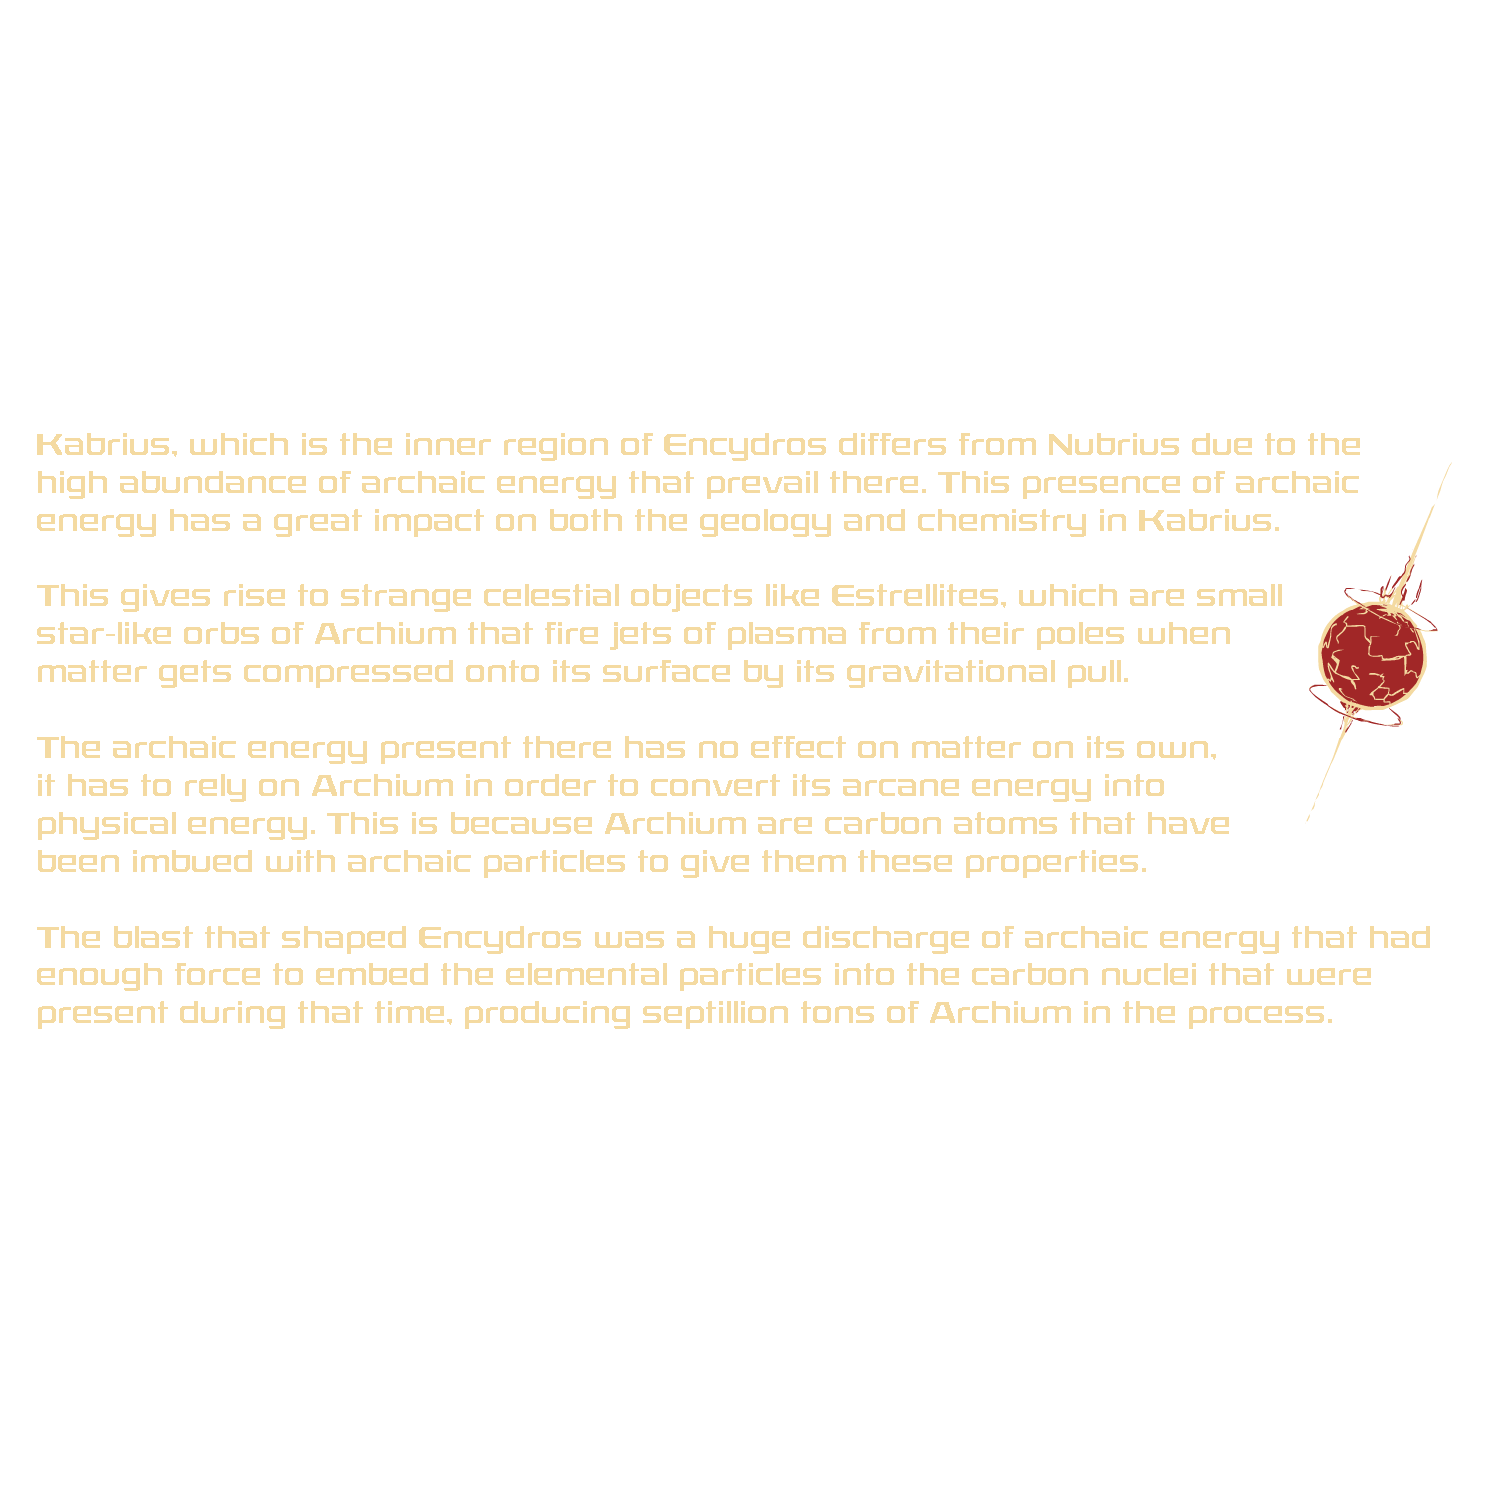 Kabrius, which is the inner region of Encydros differs from Nubrius due to the
high abundance of archaic energy that prevail there. This presence of archaic
energy has a great impact on both the geology and chemistry in Kabrius.
This gives rise to strange celestial objects like Estrellites, which are small
star-like orbs of Archium that fire jets of plasma from their poles when
matter gets compressed onto its surface by its gravitational pull.
The archaic energy present there has no effect on matter on its own,
it has to rely on Archium in order to convert its arcane energy into
physical energy. This is because Archium are carbon atoms that have
been imbued with archaic particles to give them these properties.
The blast that shaped Encydros was a huge discharge of archaic energy that had
enough force to embed the elemental particles into the carbon nuclei that were
present during that time, producing septillion tons of Archium in the process.